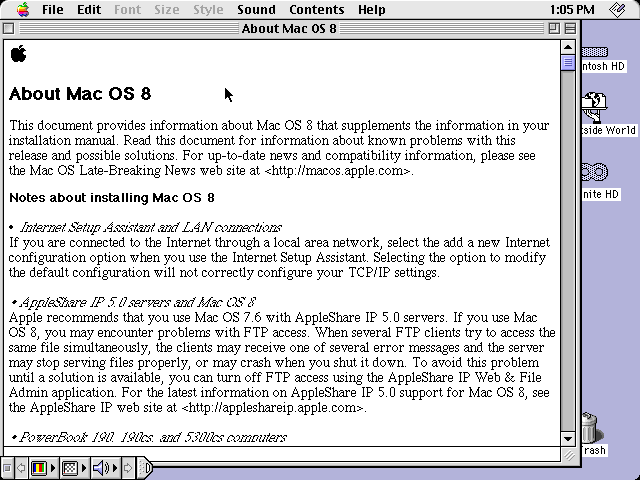 File Edit Font Size Style Sound Contents Help 1:05 PM
About Mac OS 8
About Mac OS 8
This document provides information about Mac OS 8 that supplements the information in your
installation manual. Read this document for information about known problems with this
release and possible solutions. For up-to-date news and compatibility information, please see
the Mac OS Late-Breaking News web site at <http://macos.apple.com>.
Notes about installing Mac OS 8
• Internet Setup Assistant and LAN connections
If you are connected to the Internet through a local area network, select the add a new Internet
configuration option when you use the Internet Setup Assistant. Selecting the option to modify
the default configuration will not correctly configure your TCP/IP settings.
• AppleShare IP 5.0 servers and Mac OS 8
Apple recommends that you use Mac OS 7.6 with AppleShare IP 5.0 servers. If you use Mac
OS 8, you may encounter problems with FTP access. When several FTP clients try to access the
same file simultaneously, the clients may receive one of several error messages and the server
may stop serving files properly, or may crash when you shut it down. To avoid this problem
until a solution is available, you can turn off FTP access using the AppleShare IP Web & File
Admin application. For the latest information on AppleShare IP 5.0 support for Mac OS 8, see
the AppleShare IP web site at <http://appleshareip.apple.com>.
• PowerBook 190, 190cs, and 5300cs computers
ntosh HD
tside World
inite HD
rash